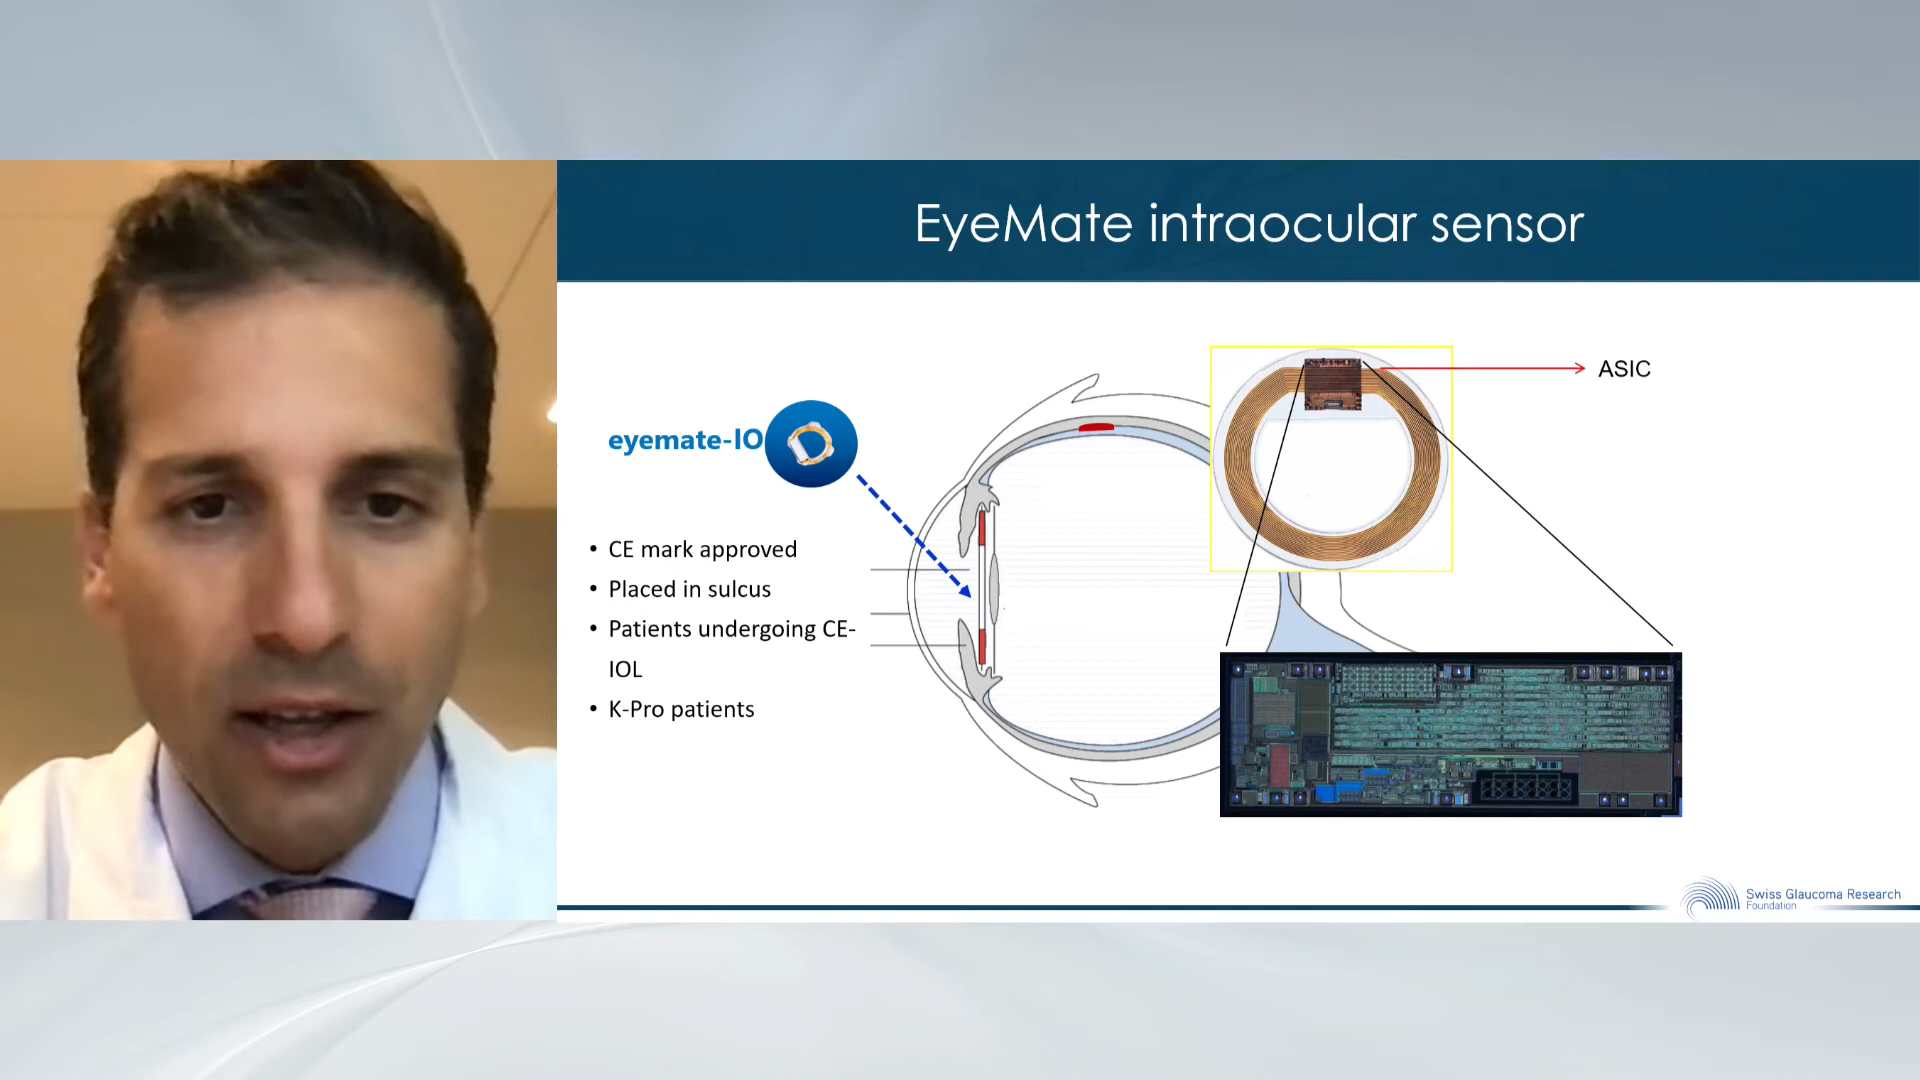 EyeMate intraocular sensor
ASIC
eyemate-IO
• CE mark approved
• Placed in sulcus
• Patients undergoing CE-
IOL
• K-Pro patients
Swiss Glaucoma Research
Foundation